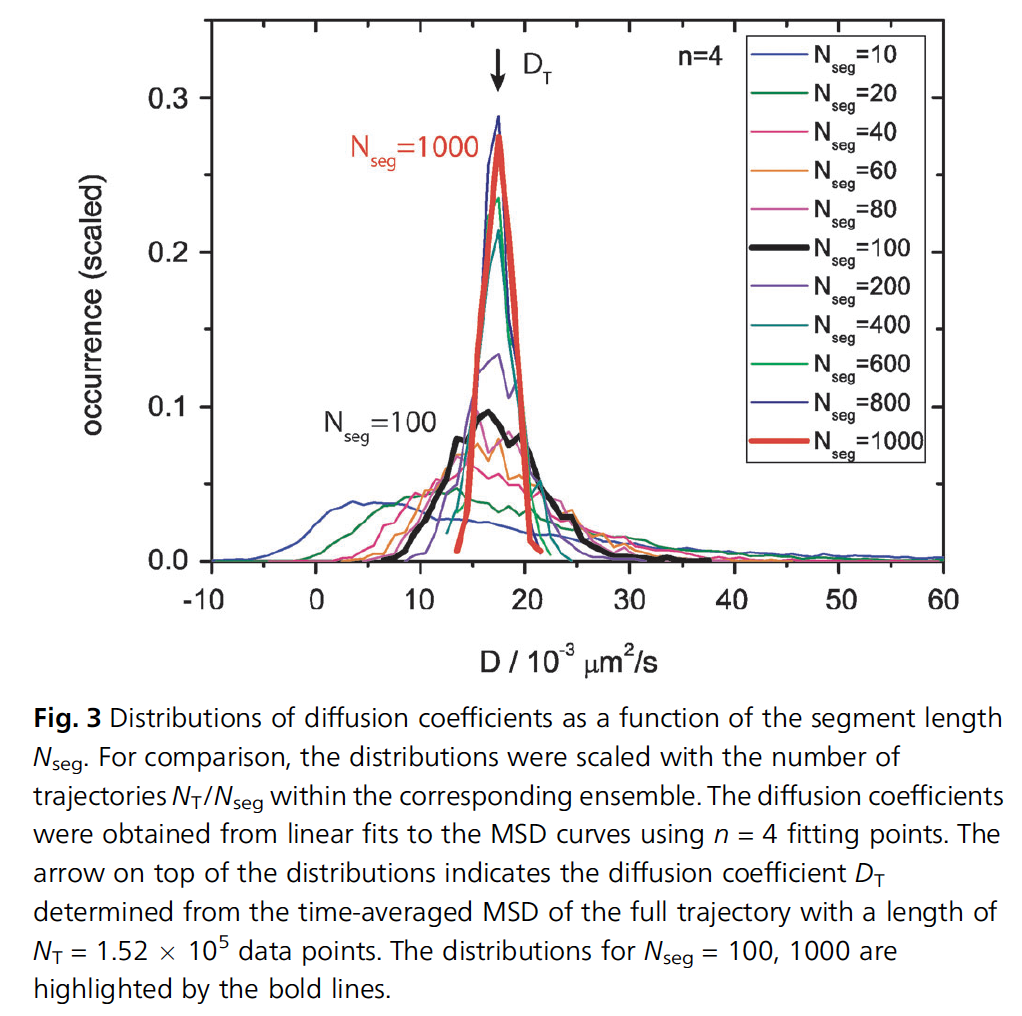 0.3
0.2
0.1
0.0
occurrence (scaled)
D_T
n=4
N_seg=1000
N_seg=100
N_seg=10
N_seg=20
N_seg=40
N_seg=60
N_seg=80
N_seg=100
N_seg=200
N_seg=400
N_seg=600
N_seg=800
N_seg=1000
-10 0 10 20 30 40 50 60
D / 10⁻³ μm²/s
Fig. 3 Distributions of diffusion coefficients as a function of the segment length
N_seg. For comparison, the distributions were scaled with the number of
trajectories N_T/N_seg within the corresponding ensemble. The diffusion coefficients
were obtained from linear fits to the MSD curves using n = 4 fitting points. The
arrow on top of the distributions indicates the diffusion coefficient D_T
determined from the time-averaged MSD of the full trajectory with a length of
N_T = 1.52 × 10⁵ data points. The distributions for N_seg = 100, 1000 are
highlighted by the bold lines.